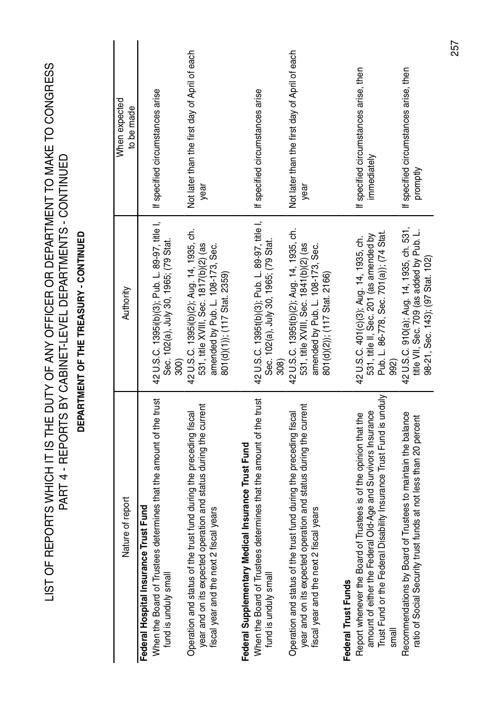 LIST OF REPORTS WHICH IT IS THE DUTY OF ANY OFFICER OR DEPARTMENT TO MAKE TO CONGRESS
PART 4 - REPORTS BY CABINET-LEVEL DEPARTMENTS - CONTINUED
DEPARTMENT OF THE TREASURY - CONTINUED
Nature of report
Authority
When expected
to be made
Federal Hospital Insurance Trust Fund
When the Board of Trustees determines that the amount of the trust
fund is unduly small
42 U.S.C. 1395i(b)(3); Pub. L. 89-97, title I,
Sec. 102(a), July 30, 1965; (79 Stat.
300)
If specified circumstances arise
Operation and status of the trust fund during the preceding fiscal
year and on its expected operation and status during the current
fiscal year and the next 2 fiscal years
42 U.S.C. 1395i(b)(2); Aug. 14, 1935, ch.
531, title XVIII, Sec. 1817(b)(2) (as
amended by Pub. L. 108-173, Sec.
801(d)(1)); (117 Stat. 2359)
Not later than the first day of April of each
year
Federal Supplementary Medical Insurance Trust Fund
When the Board of Trustees determines that the amount of the trust
fund is unduly small
42 U.S.C. 1395t(b)(3); Pub. L. 89-97, title I,
Sec. 102(a), July 30, 1965; (79 Stat.
308)
If specified circumstances arise
Operation and status of the trust fund during the preceding fiscal
year and on its expected operation and status during the current
fiscal year and the next 2 fiscal years
42 U.S.C. 1395t(b)(2); Aug. 14, 1935, ch.
531, title XVIII, Sec. 1841(b)(2) (as
amended by Pub. L. 108-173, Sec.
801(d)(2)); (117 Stat. 2166)
Not later than the first day of April of each
year
Federal Trust Funds
Report whenever the Board of Trustees is of the opinion that the
amount of either the Federal Old-Age and Survivors Insurance
Trust Fund or the Federal Disability Insurance Trust Fund is unduly
small
42 U.S.C. 401(c)(3); Aug. 14, 1935, ch.
531, title II, Sec. 201 (as amended by
Pub. L. 86-778, Sec. 701(a)); (74 Stat.
992)
If specified circumstances arise, then
immediately
Recommendations by Board of Trustees to maintain the balance
ratio of Social Security trust funds at not less than 20 percent
42 U.S.C. 910(a); Aug. 14, 1935, ch. 531,
title VII, Sec. 709 (as added by Pub. L.
98-21, Sec. 143); (97 Stat. 102)
If specified circumstances arise, then
promptly
257